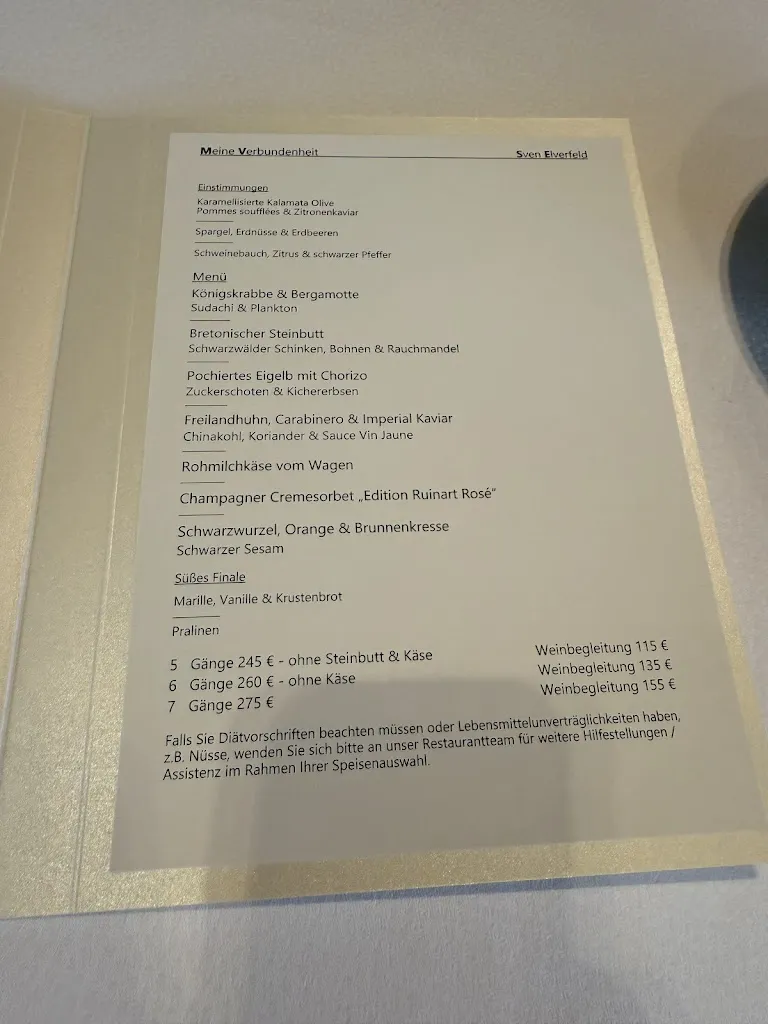 Meine Verbundenheit Sven Elverfeld
Einstimmungen
Karamellisierte Kalamata Olive
Pommes soufflées & Zitronenkaviar
Spargel, Erdnüsse & Erdbeeren
Schweinebauch, Zitrus & schwarzer Pfeffer
Menü
Königskrabbe & Bergamotte
Sudachi & Plankton
Bretonischer Steinbutt
Schwarzwälder Schinken, Bohnen & Rauchmandel
Pochiertes Eigelb mit Chorizo
Zuckerschoten & Kichererbsen
Freilandhuhn, Carabinero & Imperial Kaviar
Chinakohl, Koriander & Sauce Vin Jaune
Rohmilchkäse vom Wagen
Champagner Cremesorbet „Edition Ruinart Rosé“
Schwarzwurzel, Orange & Brunnenkresse
Schwarzer Sesam
Süßes Finale
Marille, Vanille & Krustenbrot
Pralinen
5 Gänge 245 € - ohne Steinbutt & Käse Weinbegleitung 115 €
6 Gänge 260 € - ohne Käse Weinbegleitung 135 €
7 Gänge 275 € Weinbegleitung 155 €
Falls Sie Diätvorschriften beachten müssen oder Lebensmittelunverträglichkeiten haben,
z.B. Nüsse, wenden Sie sich bitte an unser Restaurantteam für weitere Hilfestellungen /
Assistenz im Rahmen Ihrer Speisenauswahl.